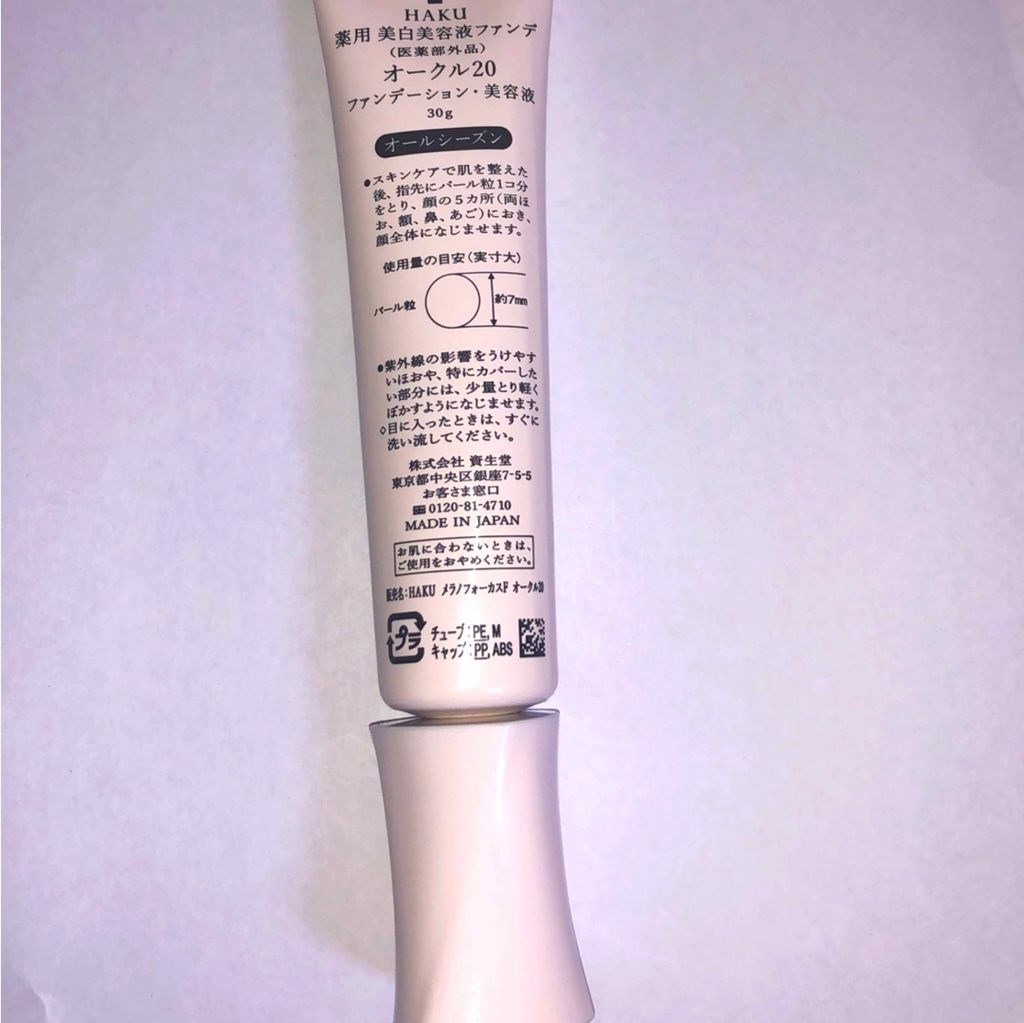 HAKU
薬用 美白美容液ファンデ
(医薬部外品)
オークル20
ファンデーション・美容液
30g
オールシーズン
●スキンケアで肌を整えた
後、指先にパール粒1コ分
をとり、顔の5カ所(両ほ
お、額、鼻、あご)におき、
顔全体になじませます。
使用量の目安(実寸大)
パール粒 約7mm
●紫外線の影響をうけやす
いほおや、特にカバーした
い部分には、少量とり軽く
ぼかすようになじませます。
◇目に入ったときは、すぐに
洗い流してください。
株式会社 資生堂
東京都中央区銀座7-5-5
お客さま窓口
0120-81-4710
MADE IN JAPAN
お肌に合わないときは、
ご使用をおやめください。
販売名:HAKU メラノフォーカスF オークル20
プラ チューブ:PE, M
キャップ:PP, ABS